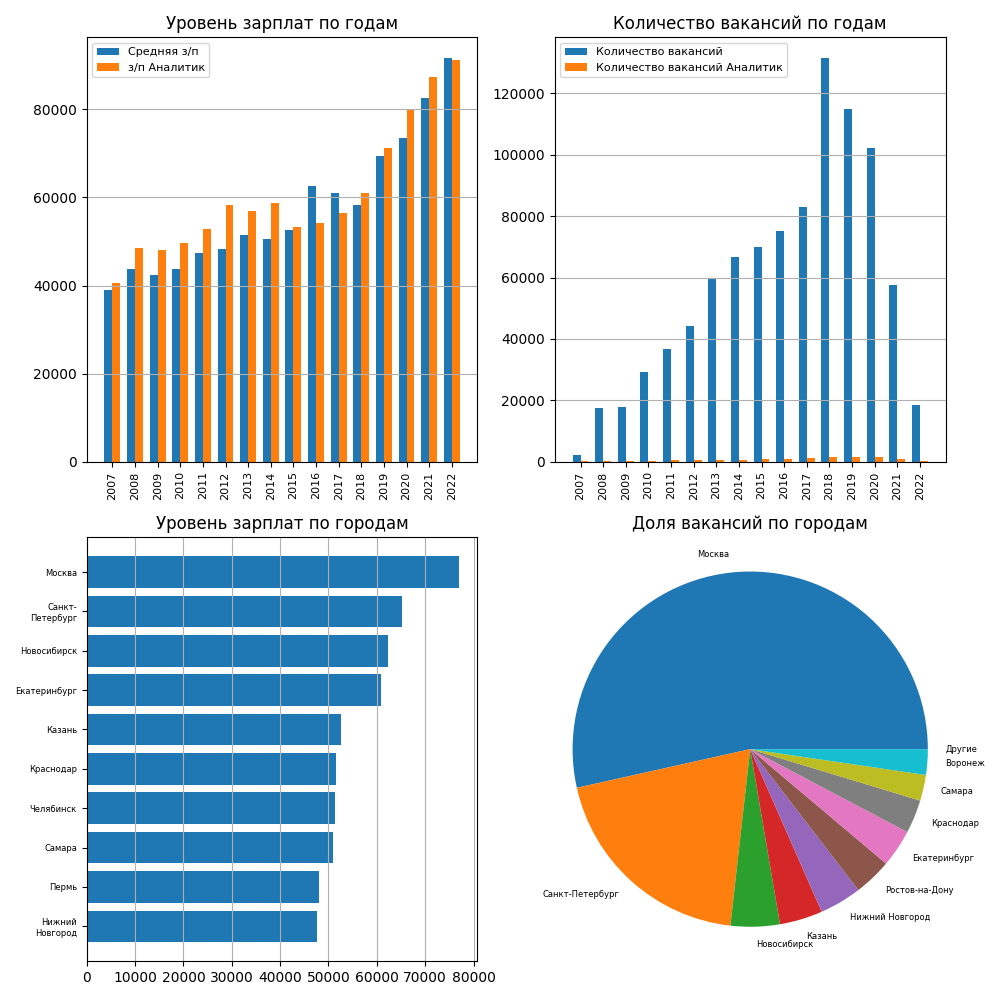 Уровень зарплат по годам
Средняя з/п
з/п Аналитик
80000
60000
40000
20000
0
2007
2008
2009
2010
2011
2012
2013
2014
2015
2016
2017
2018
2019
2020
2021
2022
Количество вакансий по годам
Количество вакансий
Количество вакансий Аналитик
120000
100000
80000
60000
40000
20000
0
2007
2008
2009
2010
2011
2012
2013
2014
2015
2016
2017
2018
2019
2020
2021
2022
Уровень зарплат по городам
Москва
Санкт-
Петербург
Новосибирск
Екатеринбург
Казань
Краснодар
Челябинск
Самара
Пермь
Нижний
Новгород
0
10000
20000
30000
40000
50000
60000
70000
80000
Доля вакансий по городам
Москва
Другие
Воронеж
Самара
Краснодар
Екатеринбург
Ростов-на-Дону
Нижний Новгород
Казань
Новосибирск
Санкт-Петербург